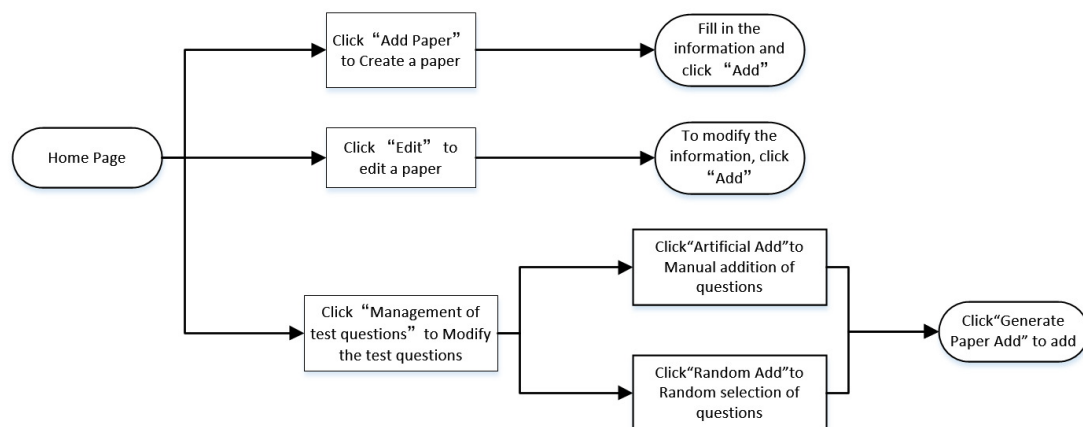 Click “Add Paper”
to Create a paper
Fill in the
information and
click “Add”
Home Page
Click “Edit” to
edit a paper
To modify the
information, click
“Add”
Click “Management of
test questions” to Modify
the test questions
Click“Artificial Add”to
Manual addition of
questions
Click“Random Add”to
Random selection of
questions
Click“Generate
Paper Add” to add